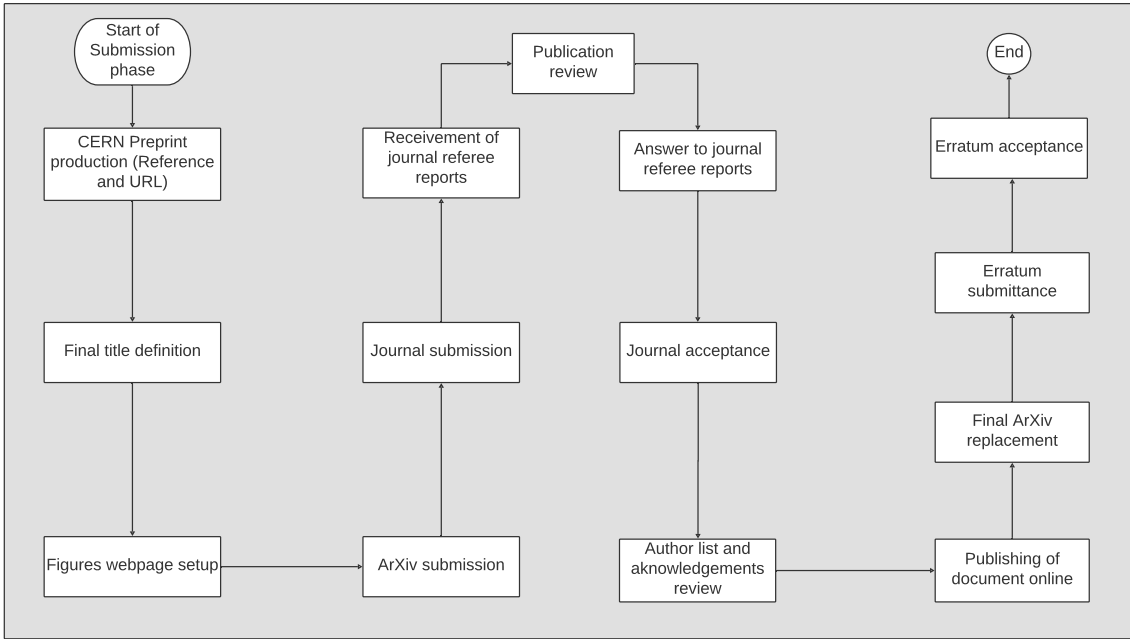 Start of
Submission
phase
CERN Preprint
production (Reference
and URL)
Final title definition
Figures webpage setup
ArXiv submission
Journal submission
Receivement of
journal referee
reports
Publication
review
Answer to journal
referee reports
Journal acceptance
Author list and
aknowledgements
review
Publishing of
document online
Final ArXiv
replacement
Erratum
submittance
Erratum acceptance
End